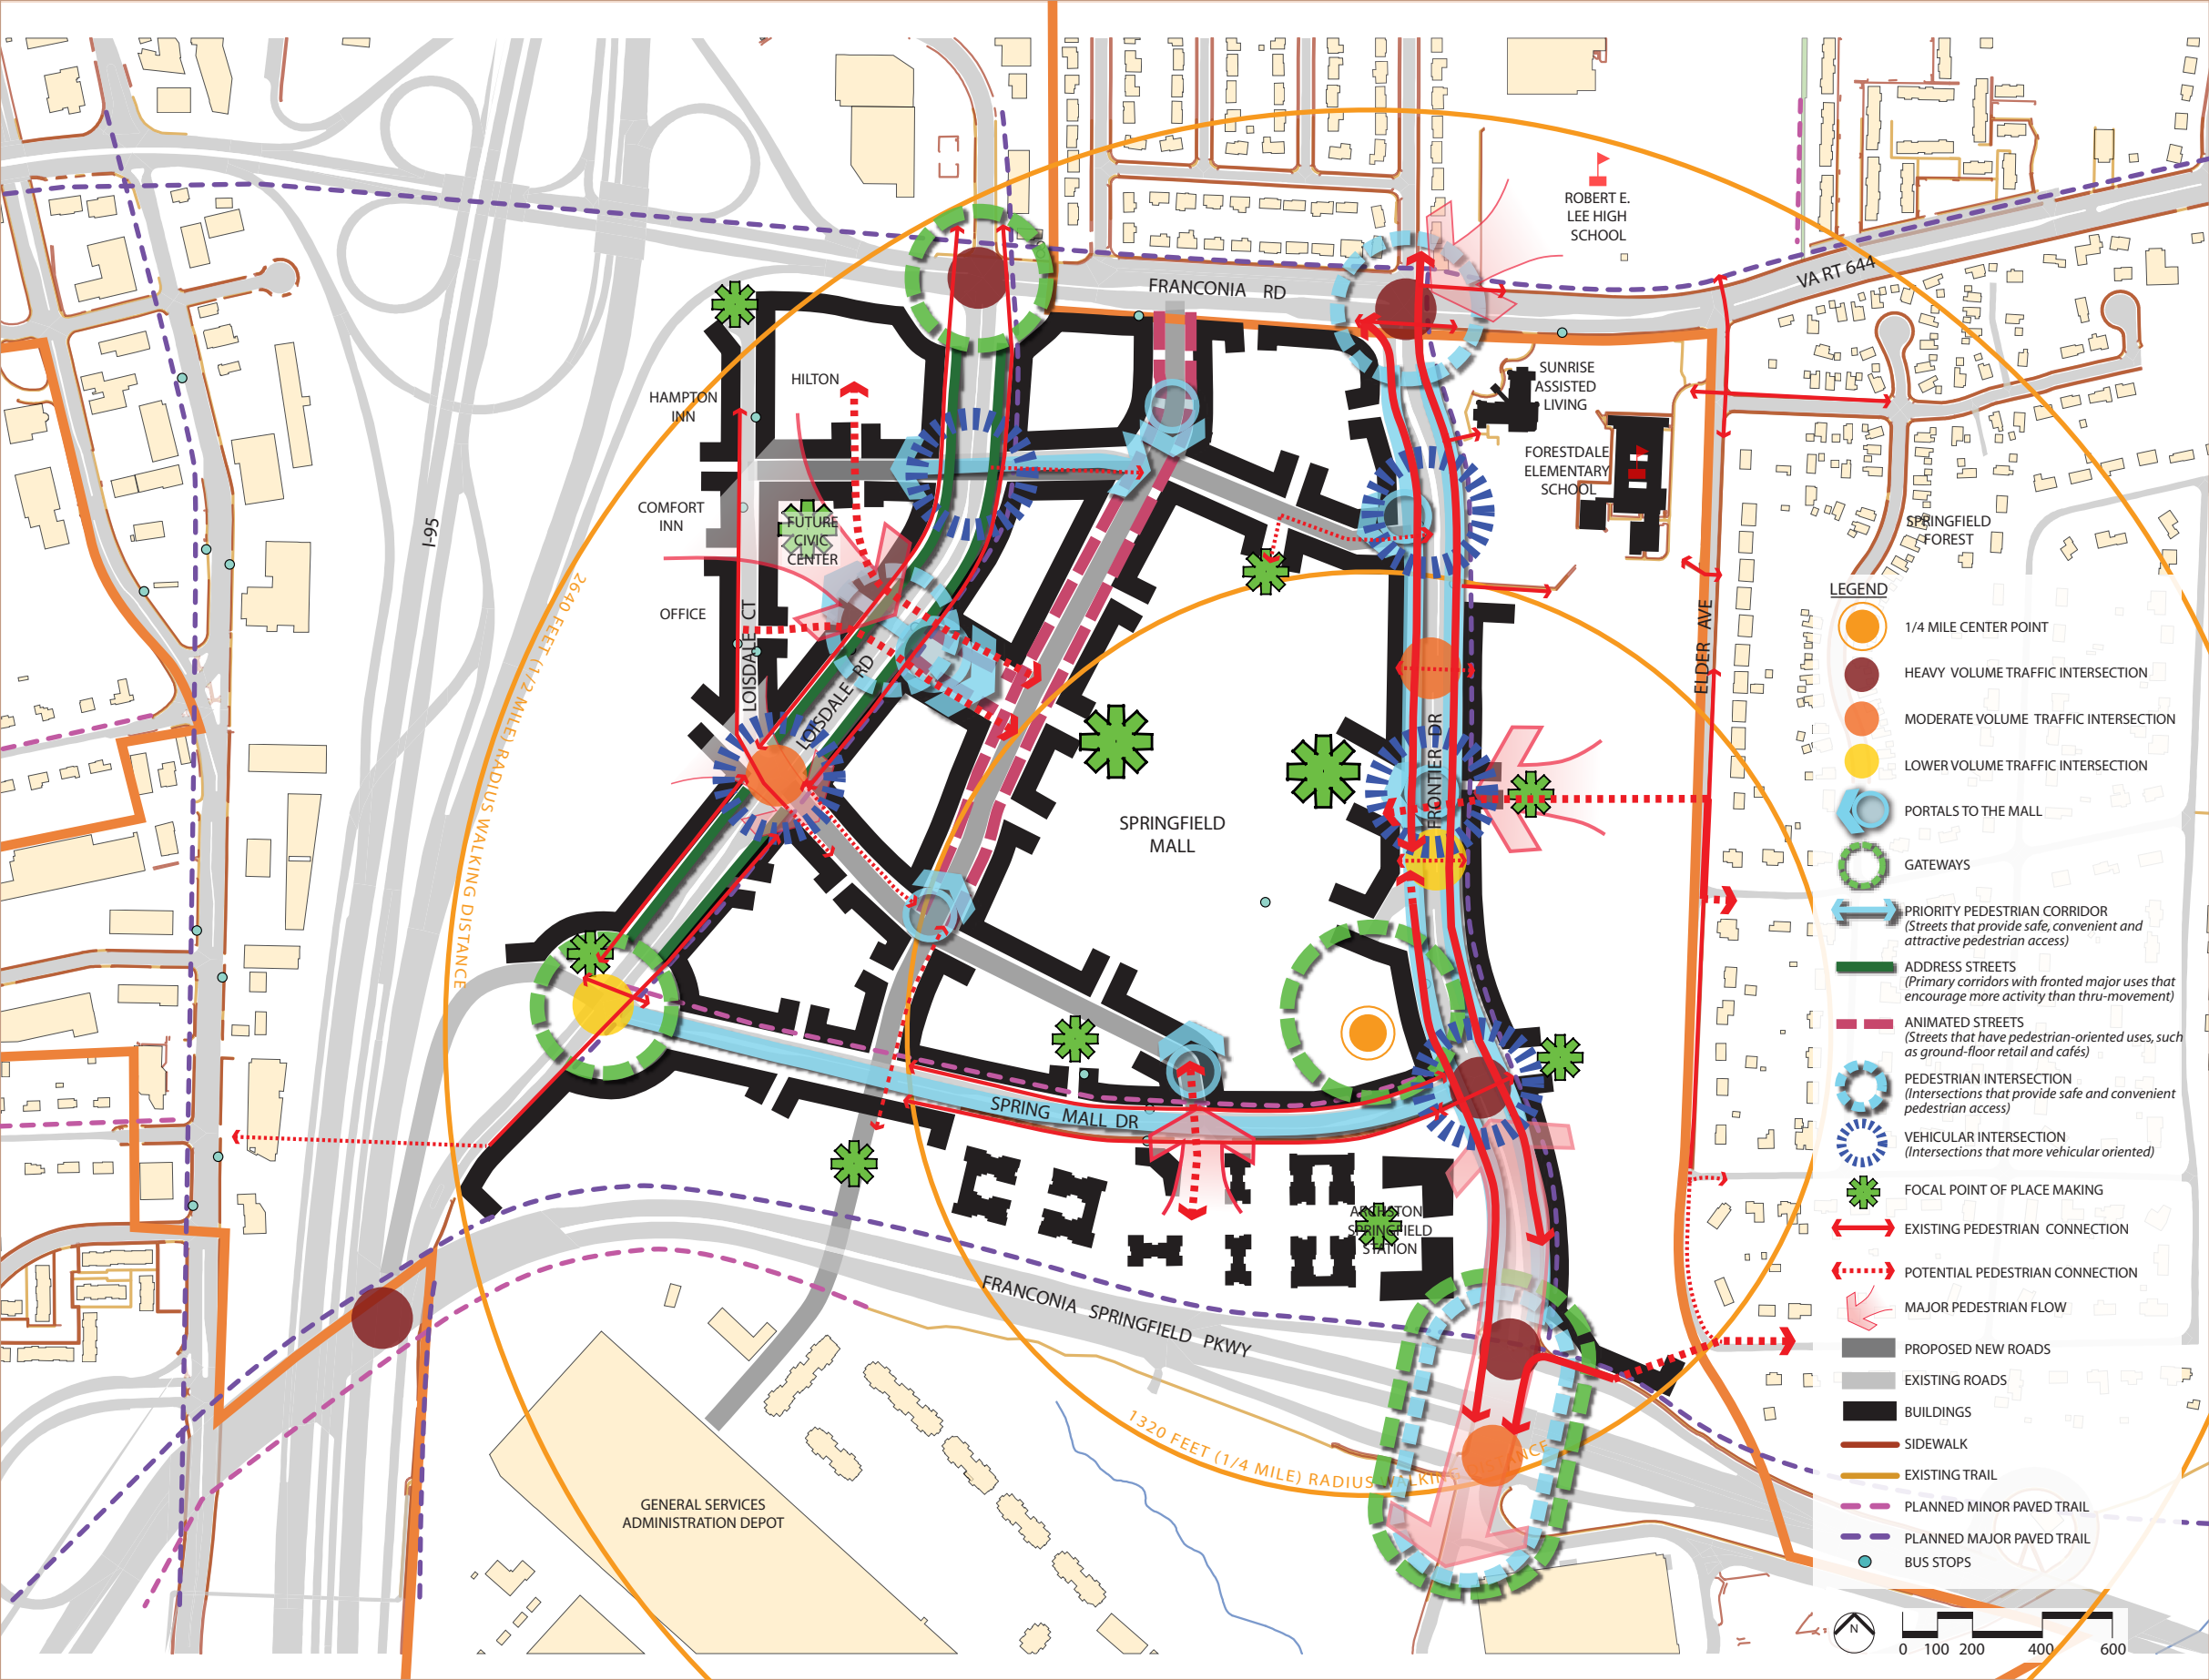 ROBERT E.
LEE HIGH
SCHOOL
VA RT 644
FRANCONIA RD
HILTON
HAMPTON
INN
SUNRISE
ASSISTED
LIVING
FORESTDALE
ELEMENTARY
SCHOOL
COMFORT
INN
FUTURE
CIVIC
CENTER
I-95
SPRINGFIELD
FOREST
OFFICE
LOISDALE CT
LOISDALE RD
ELDER AVE
2640 FEET (1/2 MILE) RADIUS WALKING DISTANCE
FRONTIER DR
SPRINGFIELD
MALL
SPRING MALL DR
ARCHSTON
SPRINGFIELD
STATION
FRANCONIA SPRINGFIELD PKWY
1320 FEET (1/4 MILE) RADIUS WALKING DISTANCE
GENERAL SERVICES
ADMINISTRATION DEPOT
LEGEND
1/4 MILE CENTER POINT
HEAVY VOLUME TRAFFIC INTERSECTION
MODERATE VOLUME TRAFFIC INTERSECTION
LOWER VOLUME TRAFFIC INTERSECTION
PORTALS TO THE MALL
GATEWAYS
PRIORITY PEDESTRIAN CORRIDOR
(Streets that provide safe, convenient and
attractive pedestrian access)
ADDRESS STREETS
(Primary corridors with fronted major uses that
encourage more activity than thru-movement)
ANIMATED STREETS
(Streets that have pedestrian-oriented uses, such
as ground-floor retail and cafés)
PEDESTRIAN INTERSECTION
(Intersections that provide safe and convenient
pedestrian access)
VEHICULAR INTERSECTION
(Intersections that more vehicular oriented)
FOCAL POINT OF PLACE MAKING
EXISTING PEDESTRIAN CONNECTION
POTENTIAL PEDESTRIAN CONNECTION
MAJOR PEDESTRIAN FLOW
PROPOSED NEW ROADS
EXISTING ROADS
BUILDINGS
SIDEWALK
EXISTING TRAIL
PLANNED MINOR PAVED TRAIL
PLANNED MAJOR PAVED TRAIL
BUS STOPS
N
0 100 200 400 600